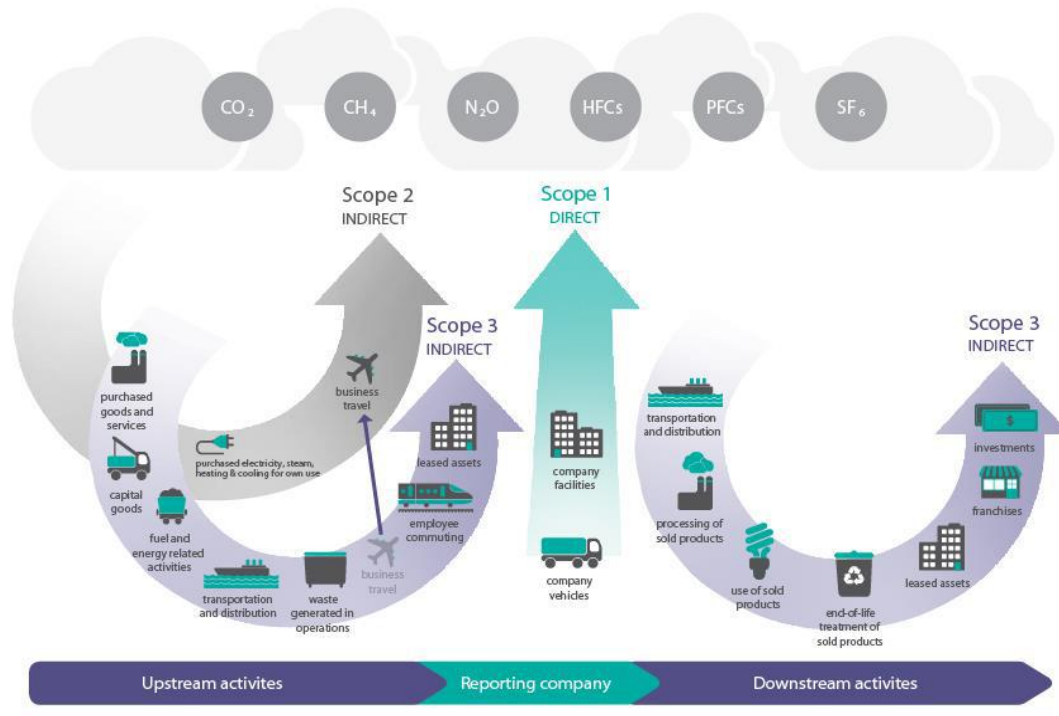 CO₂
CH₄
N₂O
HFCs
PFCs
SF₆
Scope 2
INDIRECT
Scope 1
DIRECT
Scope 3
INDIRECT
Scope 3
INDIRECT
purchased
goods and
services
capital
goods
fuel and
energy related
activities
purchased electricity, steam,
heating & cooling for own use
transportation
and distribution
waste
generated in
operations
business
travel
business
travel
employee
commuting
leased assets
company
facilities
company
vehicles
transportation
and distribution
processing of
sold products
use of sold
products
end-of-life
treatment of
sold products
leased assets
franchises
$
investments
Upstream activites
Reporting company
Downstream activites